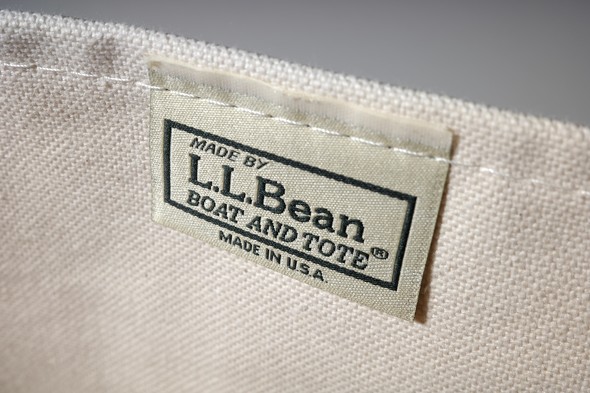 MADE BY
L.L.Bean
BOAT AND TOTE®
MADE IN U.S.A.